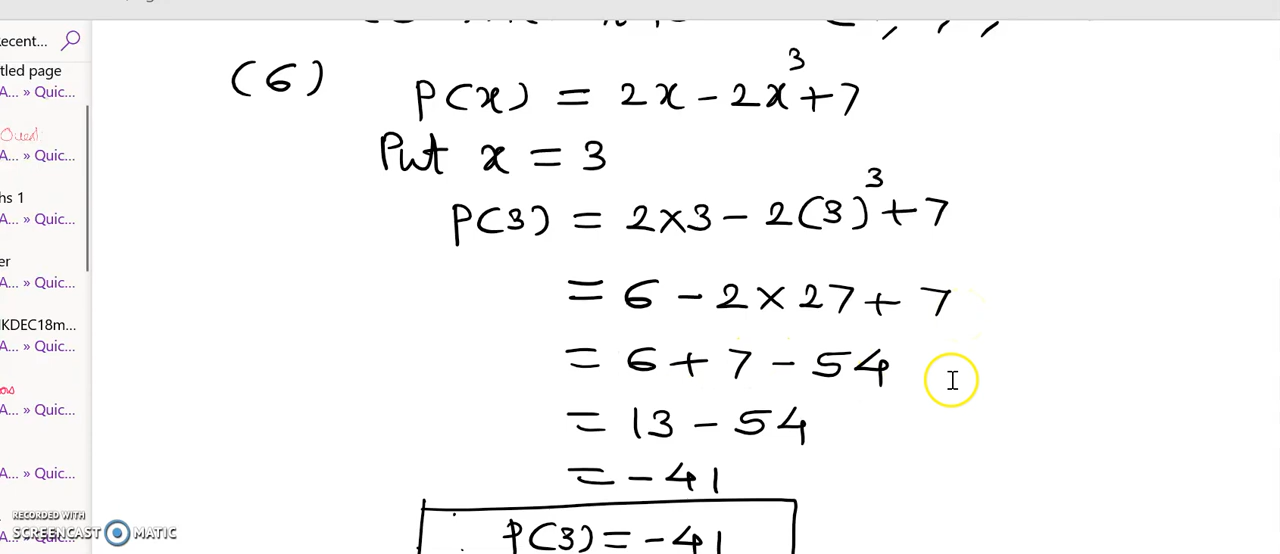 ecent...
tled page
A... » Quic...
A... » Quic...
hs 1
A... » Quic...
er
A... » Quic...
IKDEC18m...
A... » Quic...
A... » Quic...
A... » Quic...
RECORDED WITH
SCREENCAST MATIC
(6) P(x) = 2x - 2x³ + 7
Put x = 3
P(3) = 2×3 - 2(3)³ + 7
= 6 - 2 × 27 + 7
= 6 + 7 - 54
= 13 - 54
= -41
P(3) = -41